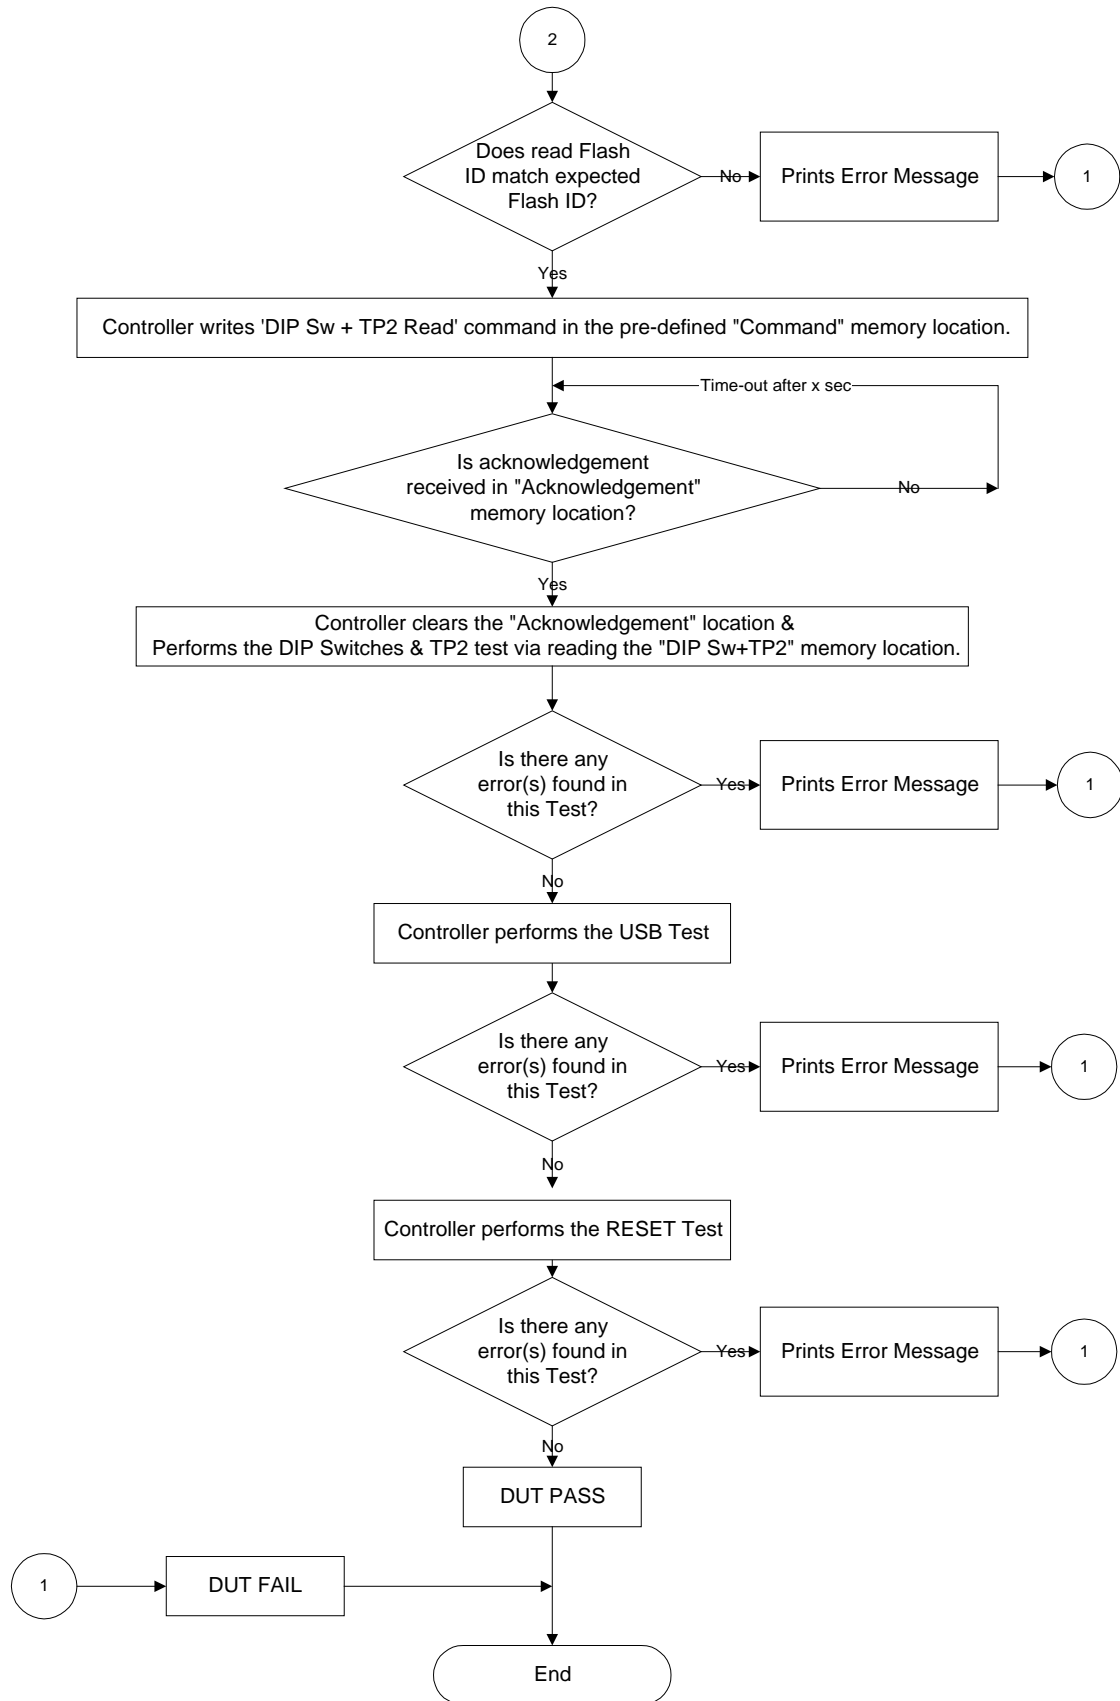 2
Does read Flash
ID match expected
Flash ID?
No
Prints Error Message
1
Yes
Controller writes 'DIP Sw + TP2 Read' command in the pre-defined "Command" memory location.
Time-out after x sec
Is acknowledgement
received in "Acknowledgement"
memory location?
No
Yes
Controller clears the "Acknowledgement" location &
Performs the DIP Switches & TP2 test via reading the "DIP Sw+TP2" memory location.
Is there any
error(s) found in
this Test?
Yes
Prints Error Message
1
No
Controller performs the USB Test
Is there any
error(s) found in
this Test?
Yes
Prints Error Message
1
No
Controller performs the RESET Test
Is there any
error(s) found in
this Test?
Yes
Prints Error Message
1
No
DUT PASS
1
DUT FAIL
End